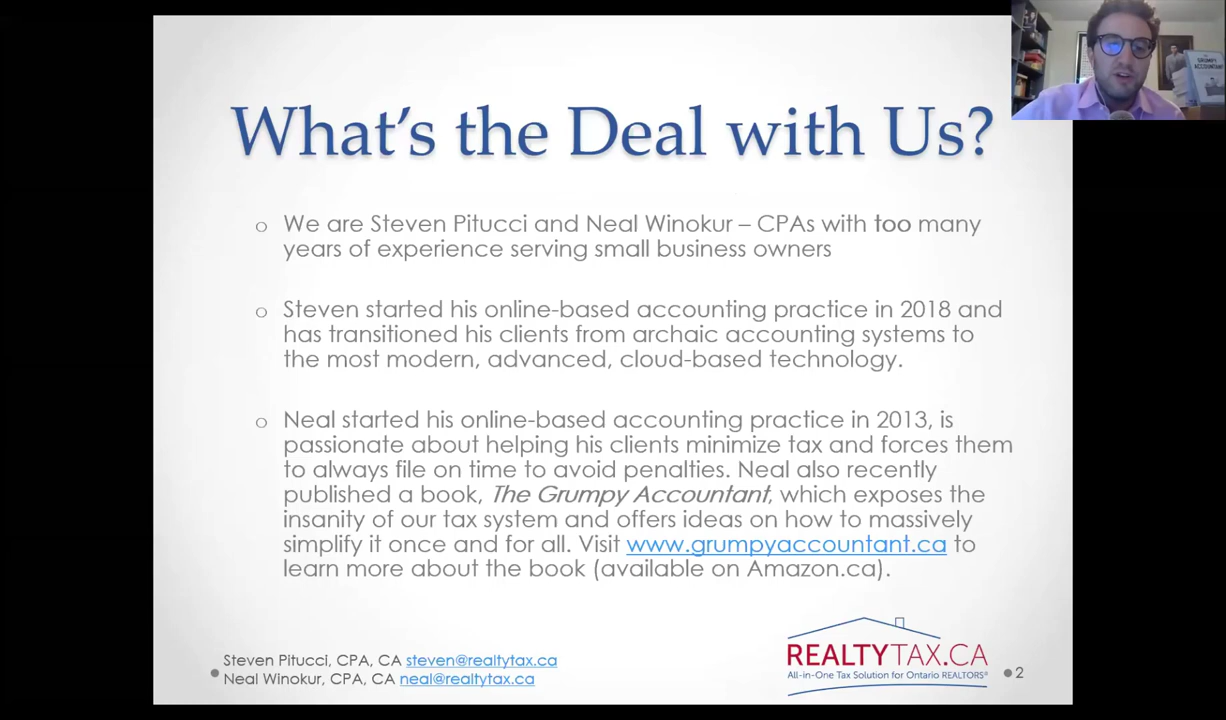 What's the Deal with Us?
○ We are Steven Pitucci and Neal Winokur – CPAs with too many
years of experience serving small business owners
○ Steven started his online-based accounting practice in 2018 and
has transitioned his clients from archaic accounting systems to
the most modern, advanced, cloud-based technology.
○ Neal started his online-based accounting practice in 2013, is
passionate about helping his clients minimize tax and forces them
to always file on time to avoid penalties. Neal also recently
published a book, The Grumpy Accountant, which exposes the
insanity of our tax system and offers ideas on how to massively
simplify it once and for all. Visit www.grumpyaccountant.ca to
learn more about the book (available on Amazon.ca).
Steven Pitucci, CPA, CA steven@realtytax.ca
Neal Winokur, CPA, CA neal@realtytax.ca
REALTYTAX.CA
All-in-One Tax Solution for Ontario REALTORS®
2
GRUMPY
ACCOUNTANT